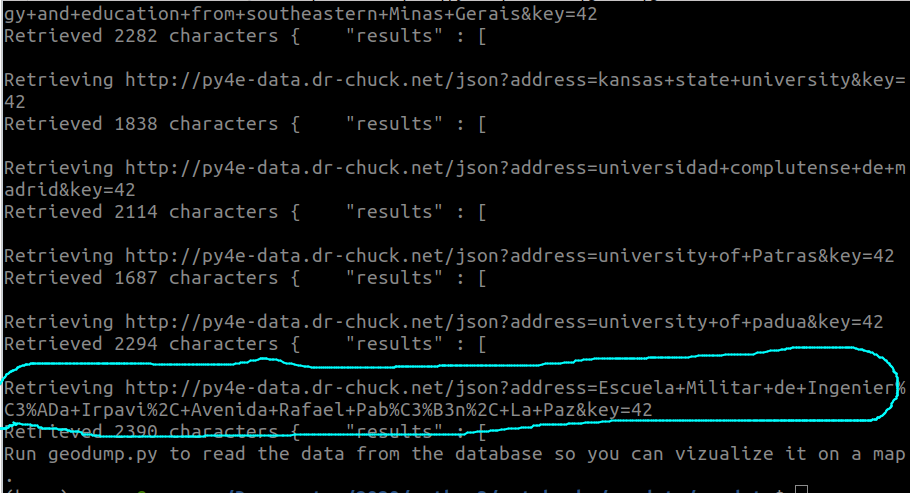 gy+and+education+from+southeastern+Minas+Gerais&key=42
Retrieved 2282 characters {    "results" : [
Retrieving http://py4e-data.dr-chuck.net/json?address=kansas+state+university&key=
42
Retrieved 1838 characters {    "results" : [
Retrieving http://py4e-data.dr-chuck.net/json?address=universidad+complutense+de+m
adrid&key=42
Retrieved 2114 characters {    "results" : [
Retrieving http://py4e-data.dr-chuck.net/json?address=university+of+Patras&key=42
Retrieved 1687 characters {    "results" : [
Retrieving http://py4e-data.dr-chuck.net/json?address=university+of+padua&key=42
Retrieved 2294 characters {    "results" : [
Retrieving http://py4e-data.dr-chuck.net/json?address=Escuela+Militar+de+Ingenier%
C3%ADa+Irpavi%2C+Avenida+Rafael+Pab%C3%B3n%2C+La+Paz&key=42
Retrieved 2390 characters {    "results" : [
Run geodump.py to read the data from the database so you can vizualize it on a map
.